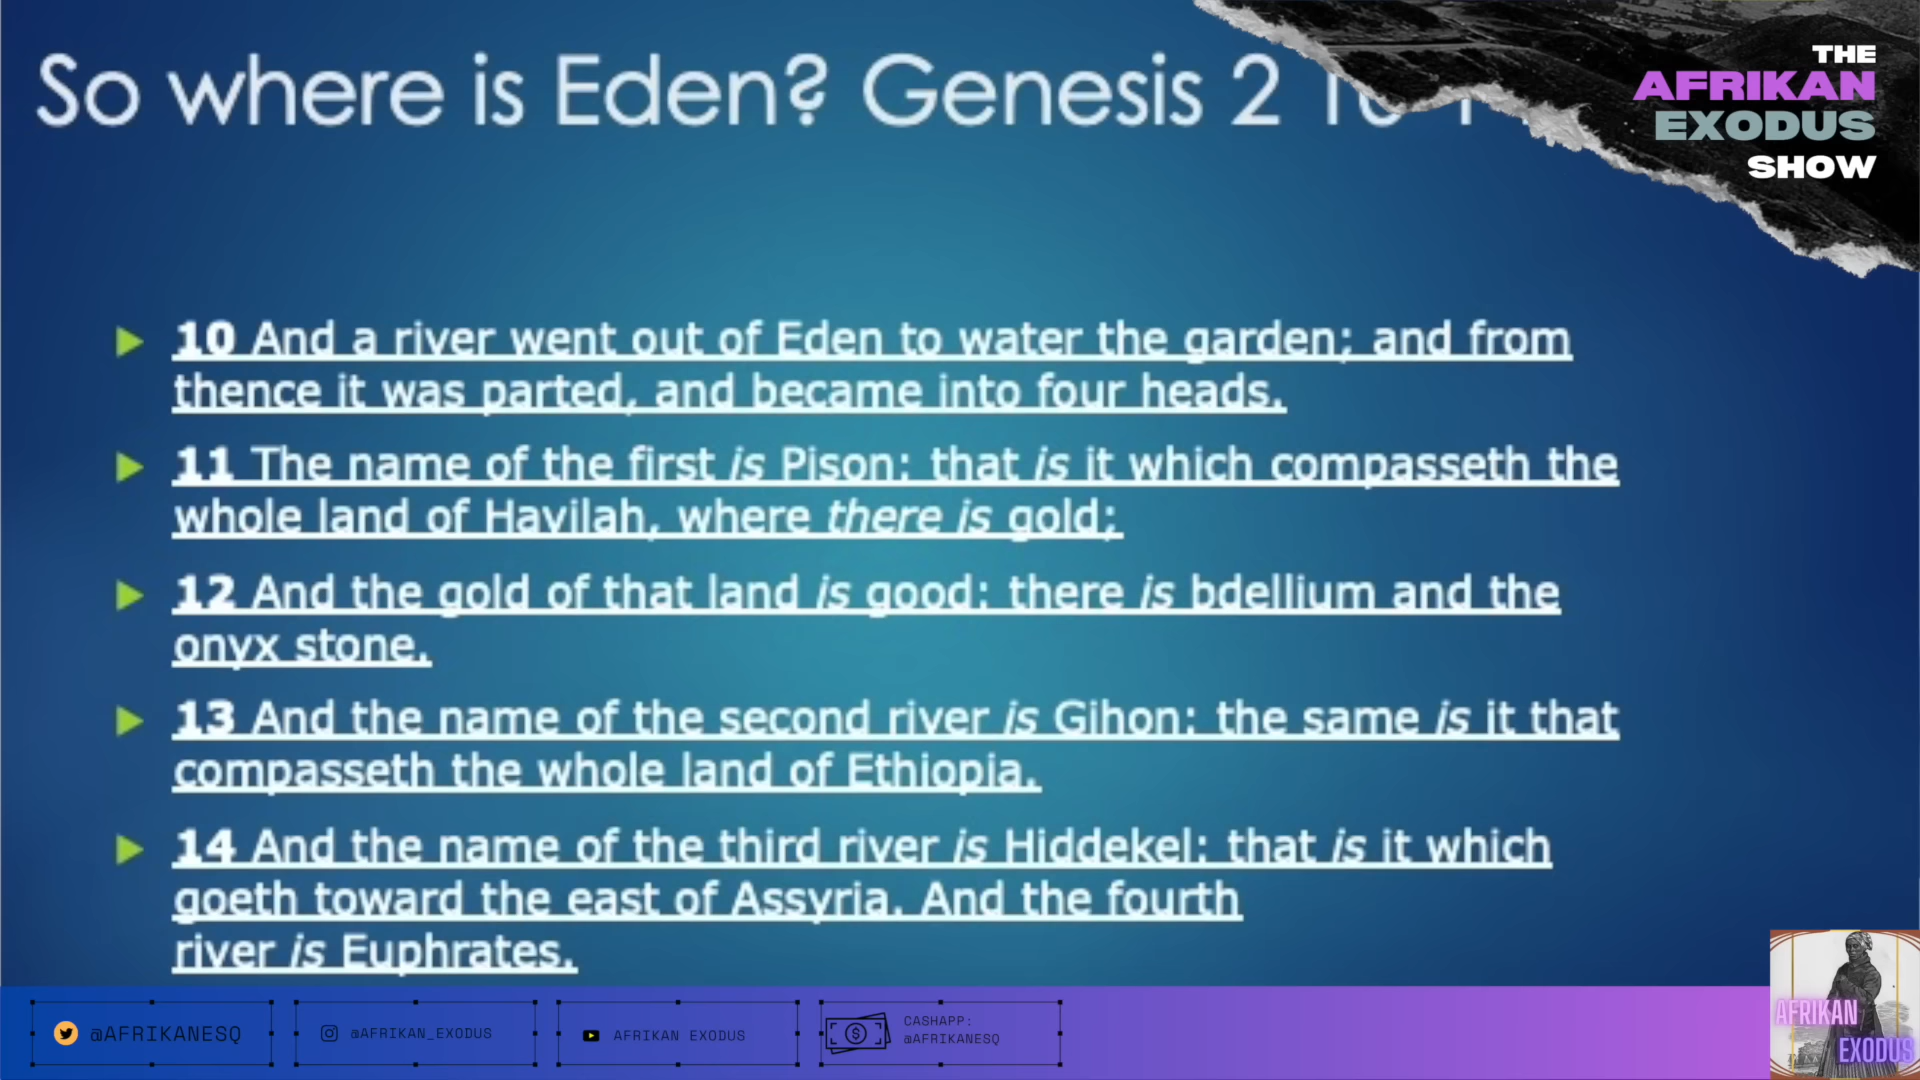 So where is Eden? Genesis 2
THE
AFRIKAN
EXODUS
SHOW
10 And a river went out of Eden to water the garden; and from
thence it was parted, and became into four heads.
11 The name of the first is Pison: that is it which compasseth the
whole land of Havilah, where there is gold;
12 And the gold of that land is good: there is bdellium and the
onyx stone.
13 And the name of the second river is Gihon: the same is it that
compasseth the whole land of Ethiopia.
14 And the name of the third river is Hiddekel: that is it which
goeth toward the east of Assyria. And the fourth
river is Euphrates.
@AFRIKANESQ
@AFRIKAN_EXODUS
AFRIKAN EXODUS
CASHAPP:
@AFRIKANESQ
AFRIKAN
EXODUS